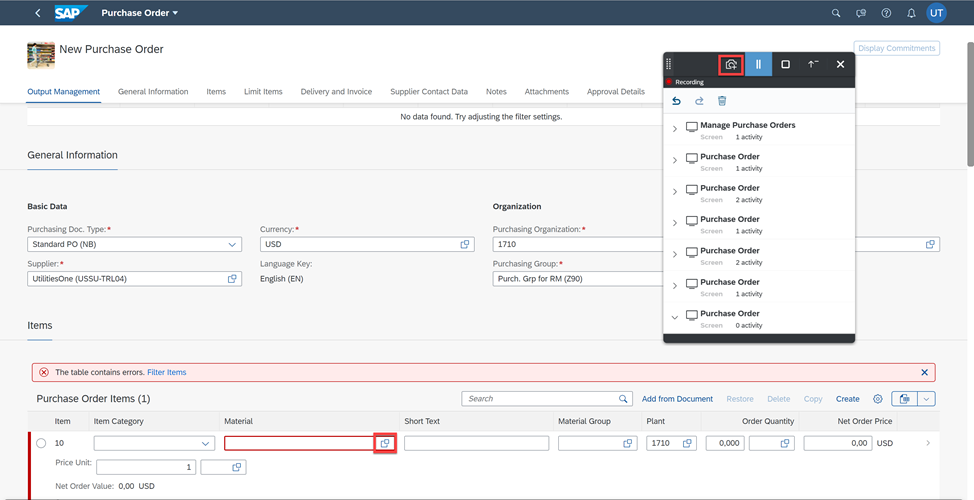 SAP Purchase Order UT
New Purchase Order
Display Commitments
Output Management General Information Items Limit Items Delivery and Invoice Supplier Contact Data Notes Attachments Approval Details
No data found. Try adjusting the filter settings.
General Information
Basic Data
Organization
Purchasing Doc. Type:*
Currency:*
Purchasing Organization:*
Standard PO (NB)
USD
1710
Supplier:*
Language Key:
Purchasing Group:*
UtilitiesOne (USSU-TRL04)
English (EN)
Purch. Grp for RM (Z90)
Recording
Manage Purchase Orders
Screen 1 activity
Purchase Order
Screen 1 activity
Purchase Order
Screen 2 activity
Purchase Order
Screen 1 activity
Purchase Order
Screen 2 activity
Purchase Order
Screen 1 activity
Purchase Order
Screen 0 activity
Items
The table contains errors. Filter Items
Purchase Order Items (1)
Search
Add from Document Restore Delete Copy Create
Item Item Category Material Short Text Material Group Plant Order Quantity Net Order Price
10 1710 0,000 0,00 USD
Price Unit: 1
Net Order Value: 0,00 USD